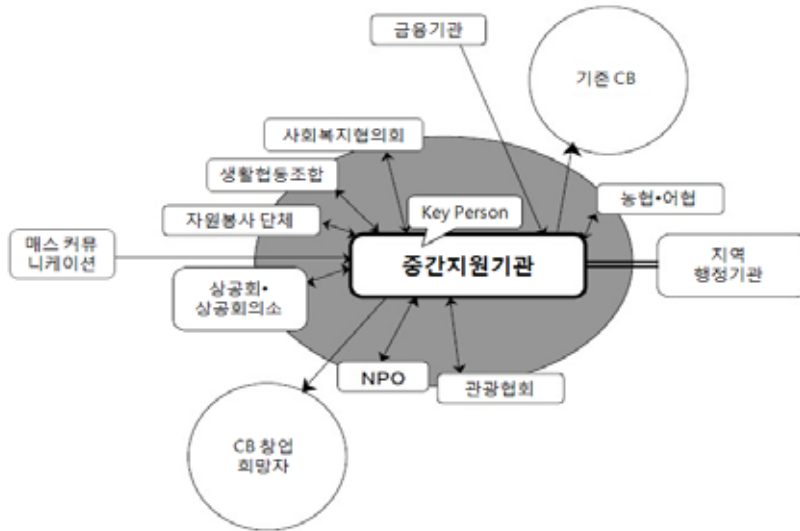 금융기관
기존 CB
사회복지협의회
생활협동조합
농협•어협
자원봉사 단체
Key Person
매스 커뮤
니케이션
중간지원기관
지역
행정기관
상공회•
상공회의소
NPO
관광협회
CB 창업
희망자